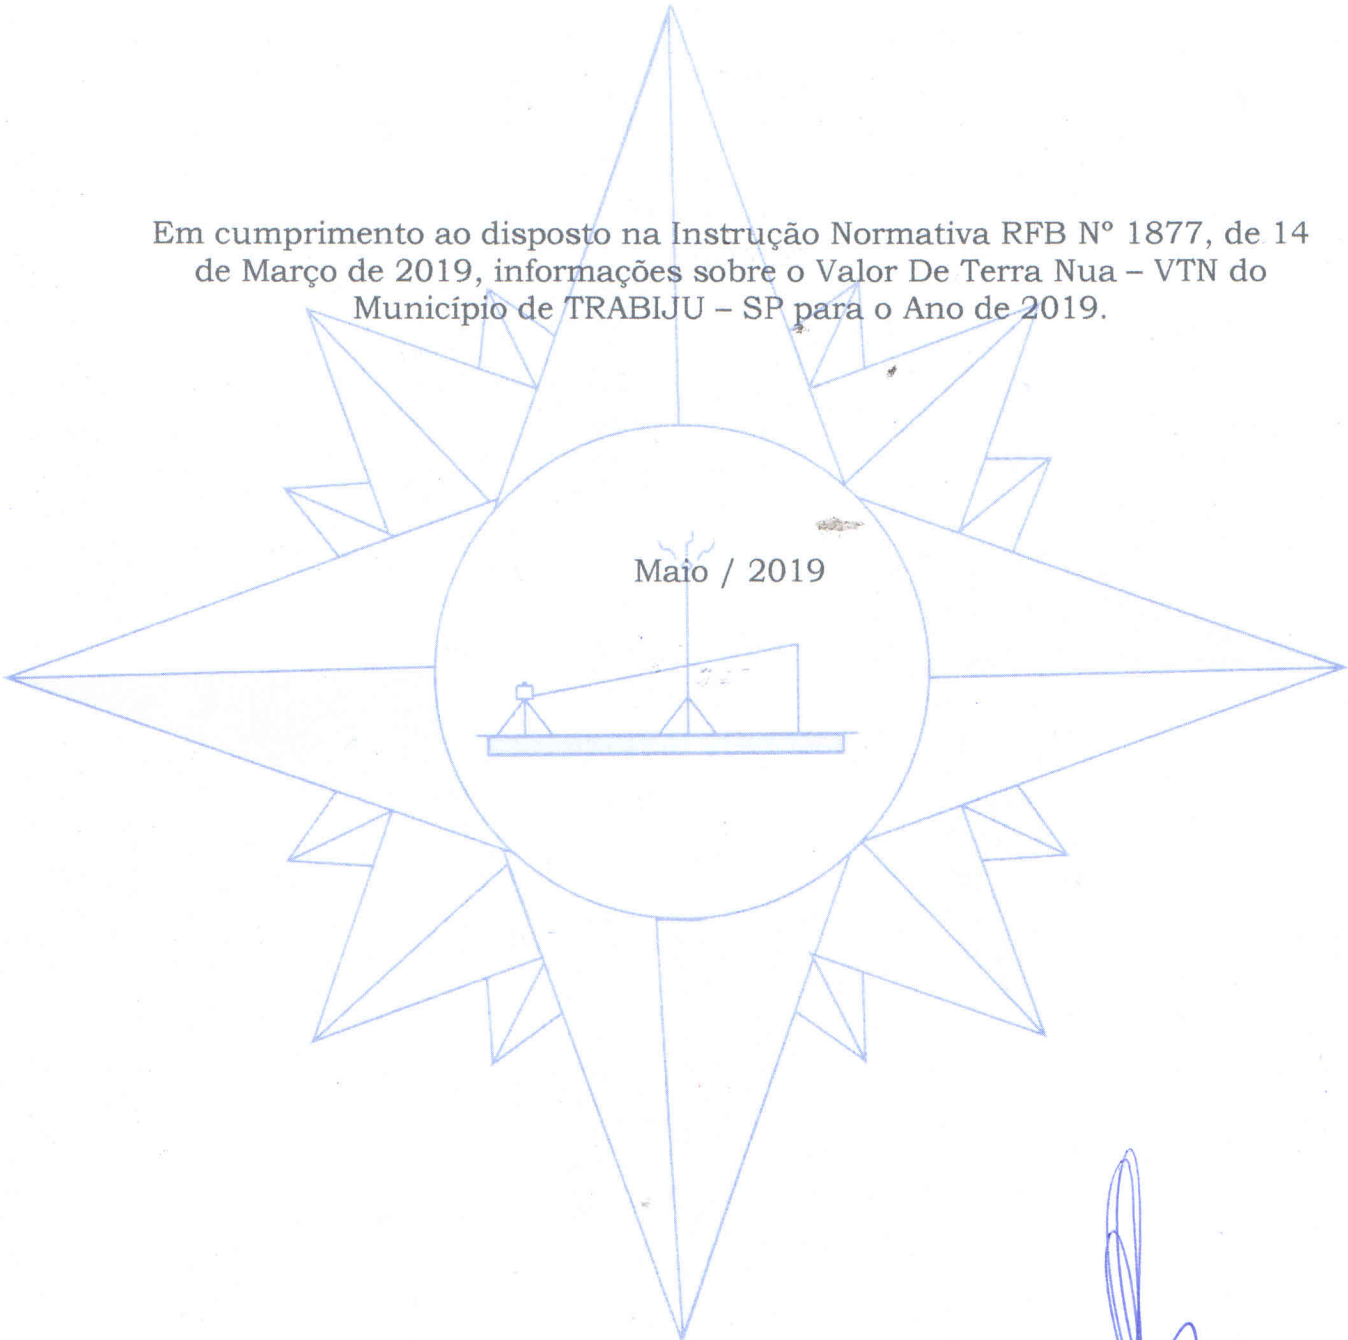 Em cumprimento ao disposto na Instrução Normativa RFB Nº 1877, de 14
de Março de 2019, informações sobre o Valor De Terra Nua – VTN do
Município de TRABIJU – SP para o Ano de 2019.
Maio / 2019